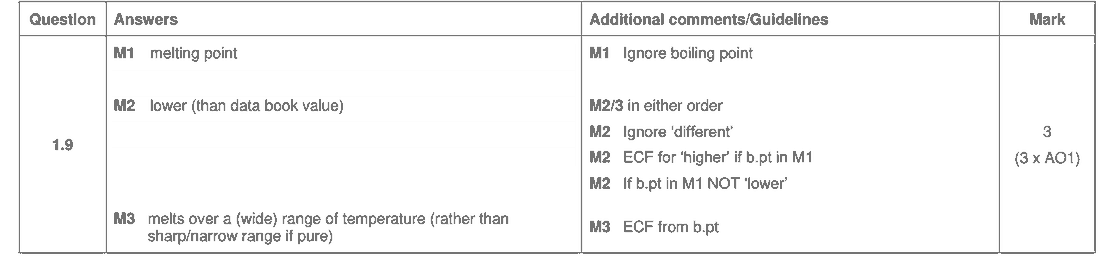 Question Answers Additional comments/Guidelines Mark
M1 melting point M1 Ignore boiling point
M2 lower (than data book value) M2/3 in either order
M2 Ignore 'different'
1.9 3
M2 ECF for 'higher' if b.pt in M1 (3 x AO1)
M2 If b.pt in M1 NOT 'lower'
M3 melts over a (wide) range of temperature (rather than
sharp/narrow range if pure)
M3 ECF from b.pt